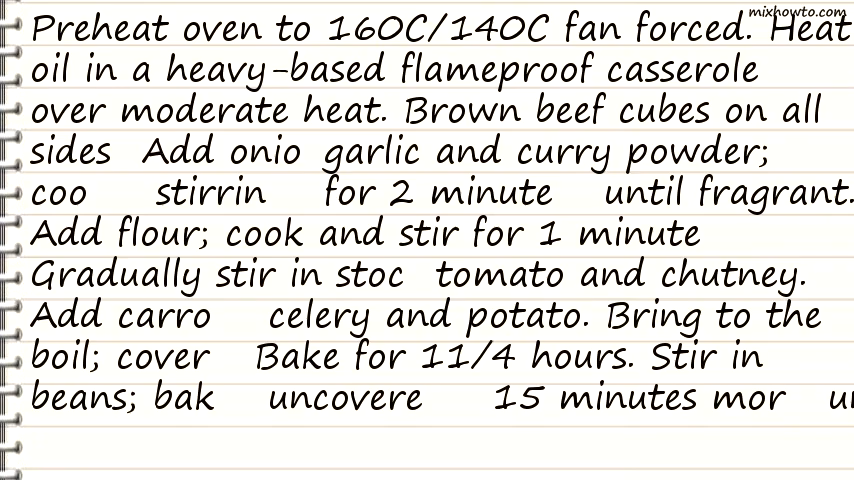 mixhowto.com
Preheat oven to 160C/140C fan forced. Heat
oil in a heavy-based flameproof casserole
over moderate heat. Brown beef cubes on all
sides Add onio garlic and curry powder;
coo stirrin for 2 minute until fragrant.
Add flour; cook and stir for 1 minute
Gradually stir in stoc tomato and chutney.
Add carro celery and potato. Bring to the
boil; cover Bake for 11/4 hours. Stir in
beans; bak uncovere 15 minutes mor un